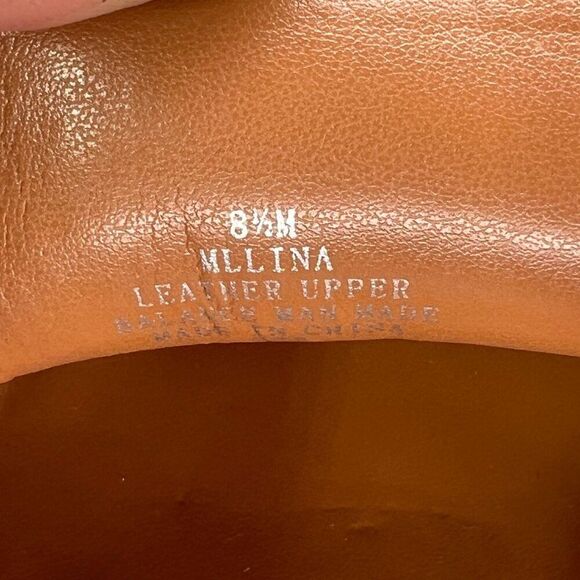 8½M
MLLINA
LEATHER UPPER
BALANCE MAN MADE
MADE IN CHINA